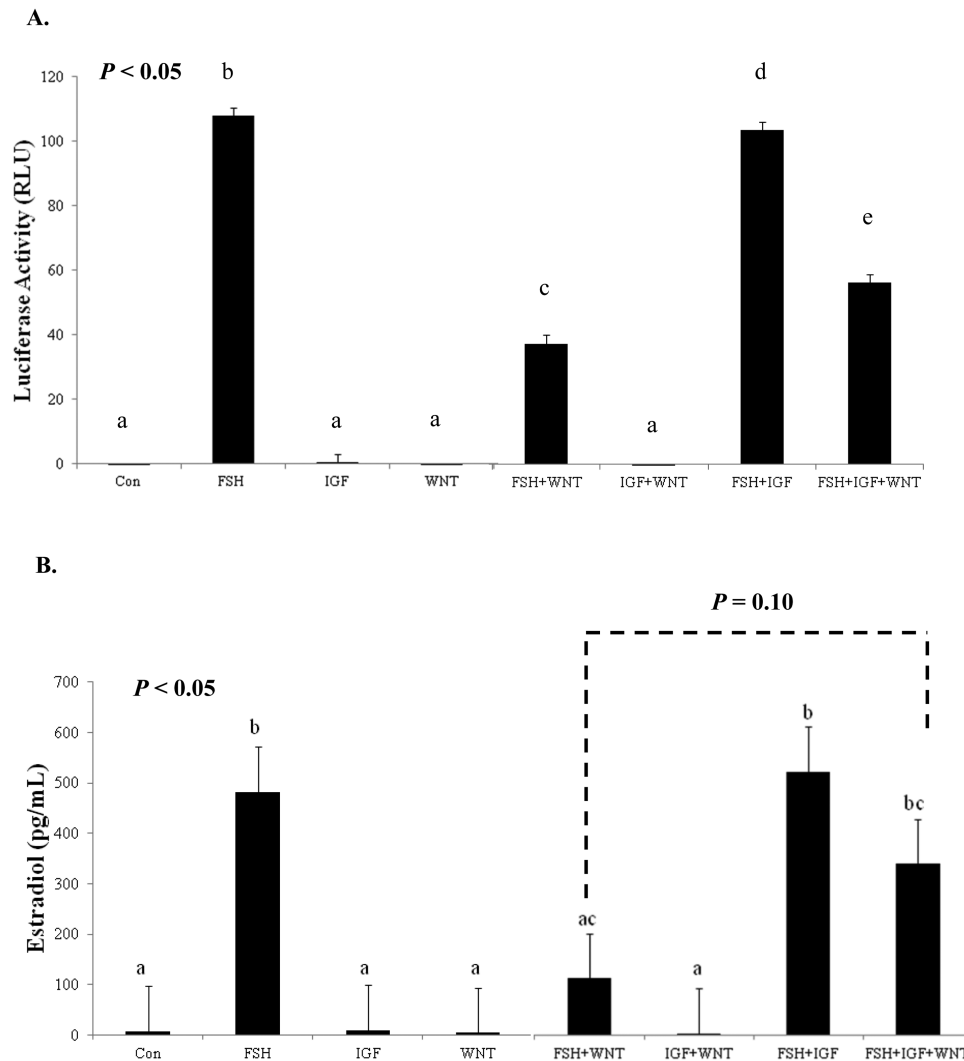 A.
P < 0.05
b
d
120
100
80
60
40
20
0
Luciferase Activity (RLU)
e
c
a
a
a
a
Con
FSH
IGF
WNT
FSH+WNT
IGF+WNT
FSH+IGF
FSH+IGF+WNT
B.
P = 0.10
P < 0.05
700
600
500
400
300
200
100
0
Estradiol (pg/mL)
b
b
bc
ac
a
a
a
a
Con
FSH
IGF
WNT
FSH+WNT
IGF+WNT
FSH+IGF
FSH+IGF+WNT